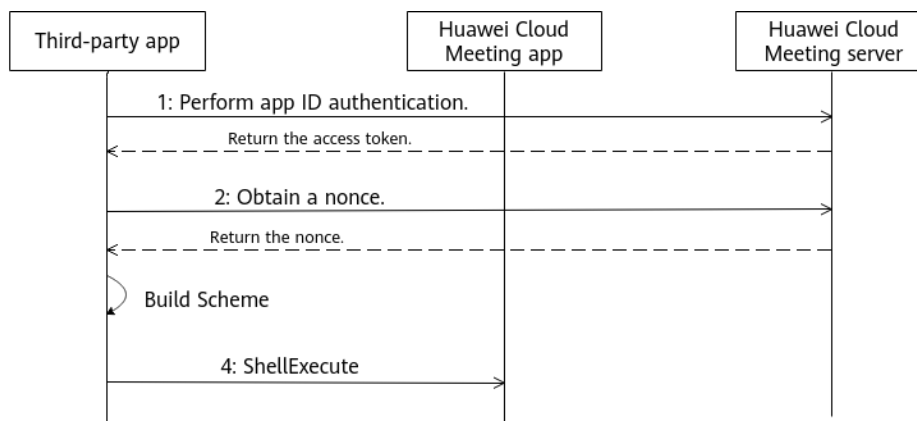 Third-party app
Huawei Cloud
Meeting app
Huawei Cloud
Meeting server
1: Perform app ID authentication.
Return the access token.
2: Obtain a nonce.
Return the nonce.
Build Scheme
4: ShellExecute